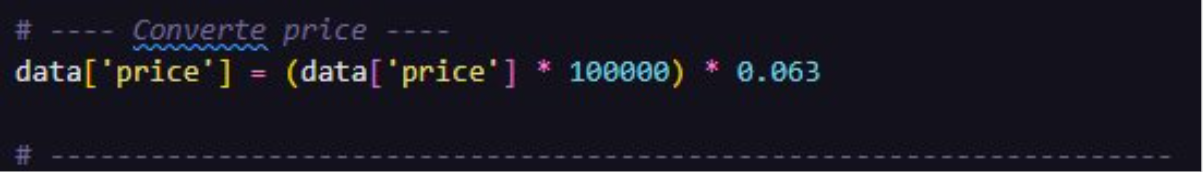 # ---- Converte price ----
data['price'] = (data['price'] * 100000) * 0.063
# --------------------------------------------------------------------